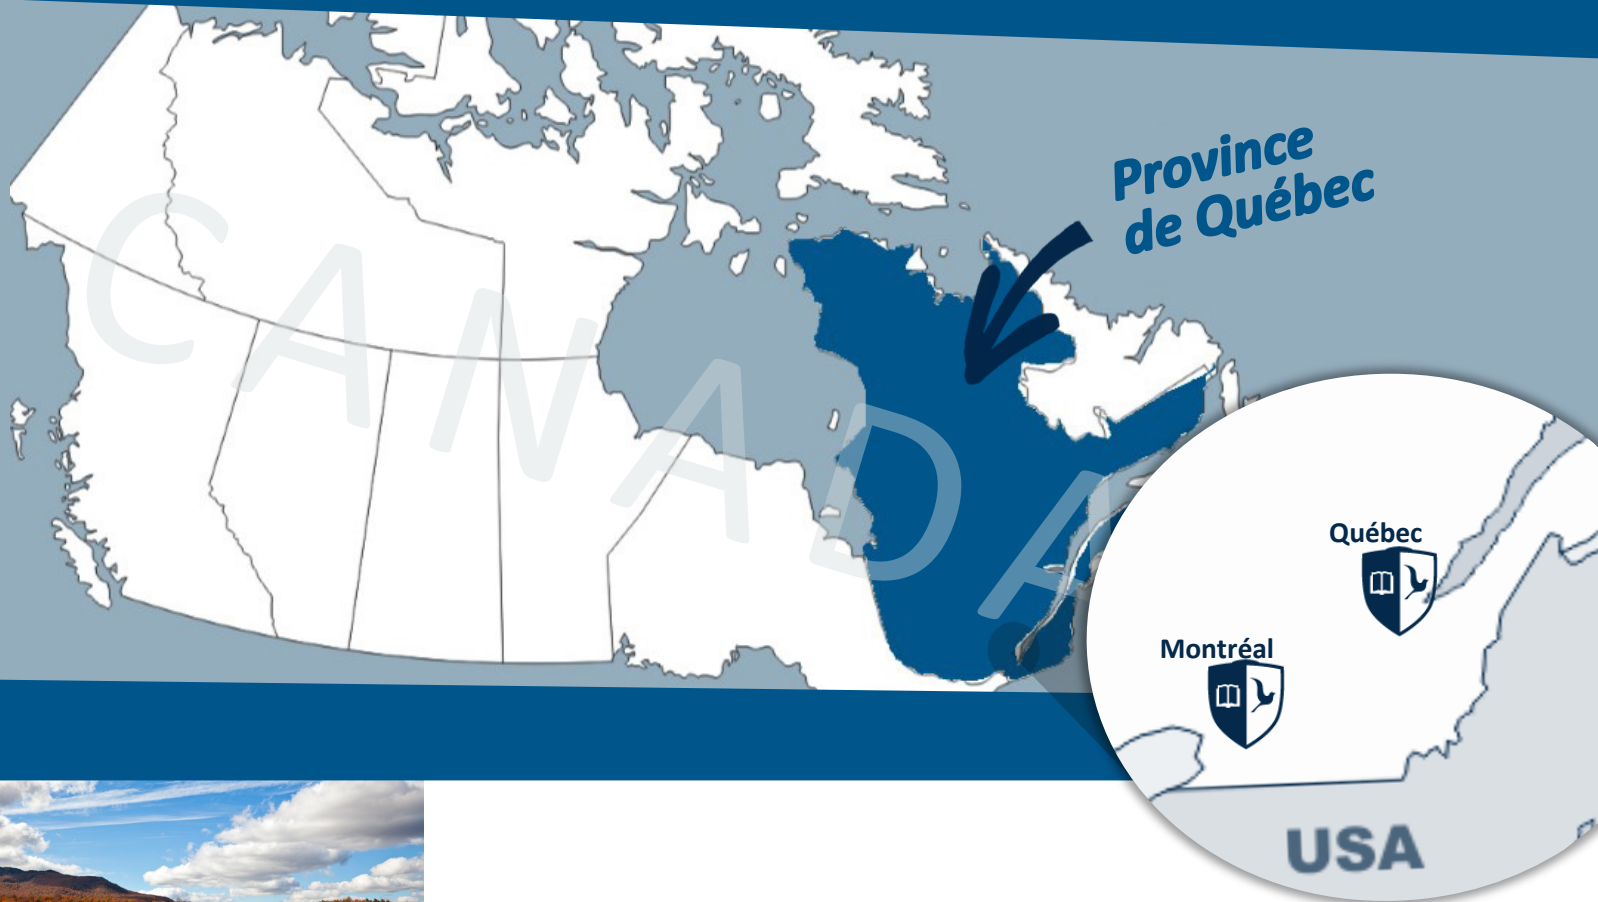 Province
de Québec
CANADA
Québec
Montréal
USA